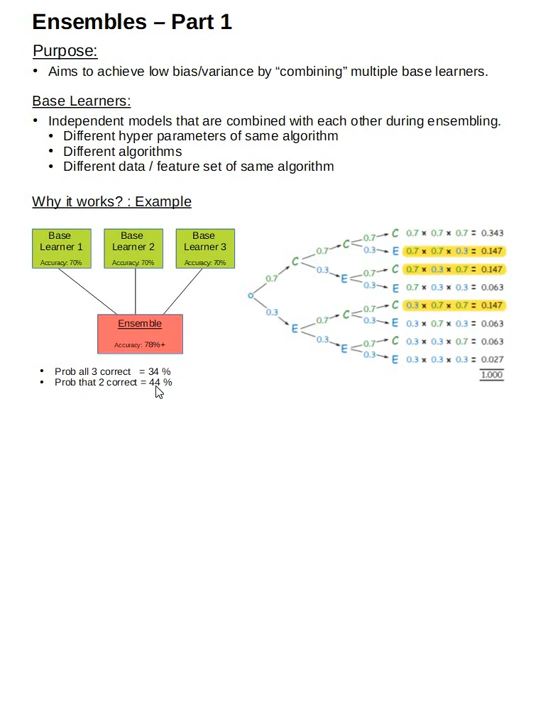 Ensembles – Part 1
Purpose:
• Aims to achieve low bias/variance by “combining” multiple base learners.
Base Learners:
• Independent models that are combined with each other during ensembling.
• Different hyper parameters of same algorithm
• Different algorithms
• Different data / feature set of same algorithm
Why it works? : Example
Base Learner 1
Accuracy: 70%
Base Learner 2
Accuracy: 70%
Base Learner 3
Accuracy: 70%
Ensemble
Accuracy: 78%+
• Prob all 3 correct = 34 %
• Prob that 2 correct = 44 %
0.7 C 0.7 C 0.7 C 0.7 × 0.7 × 0.7 = 0.343
0.3 E 0.7 × 0.7 × 0.3 = 0.147
0.3 E 0.7 C 0.7 × 0.3 × 0.7 = 0.147
0.3 E 0.7 × 0.3 × 0.3 = 0.063
0.3 E 0.7 C 0.7 C 0.3 × 0.7 × 0.7 = 0.147
0.3 E 0.3 × 0.7 × 0.3 = 0.063
0.3 E 0.7 C 0.3 × 0.3 × 0.7 = 0.063
0.3 E 0.3 × 0.3 × 0.3 = 0.027
1.000